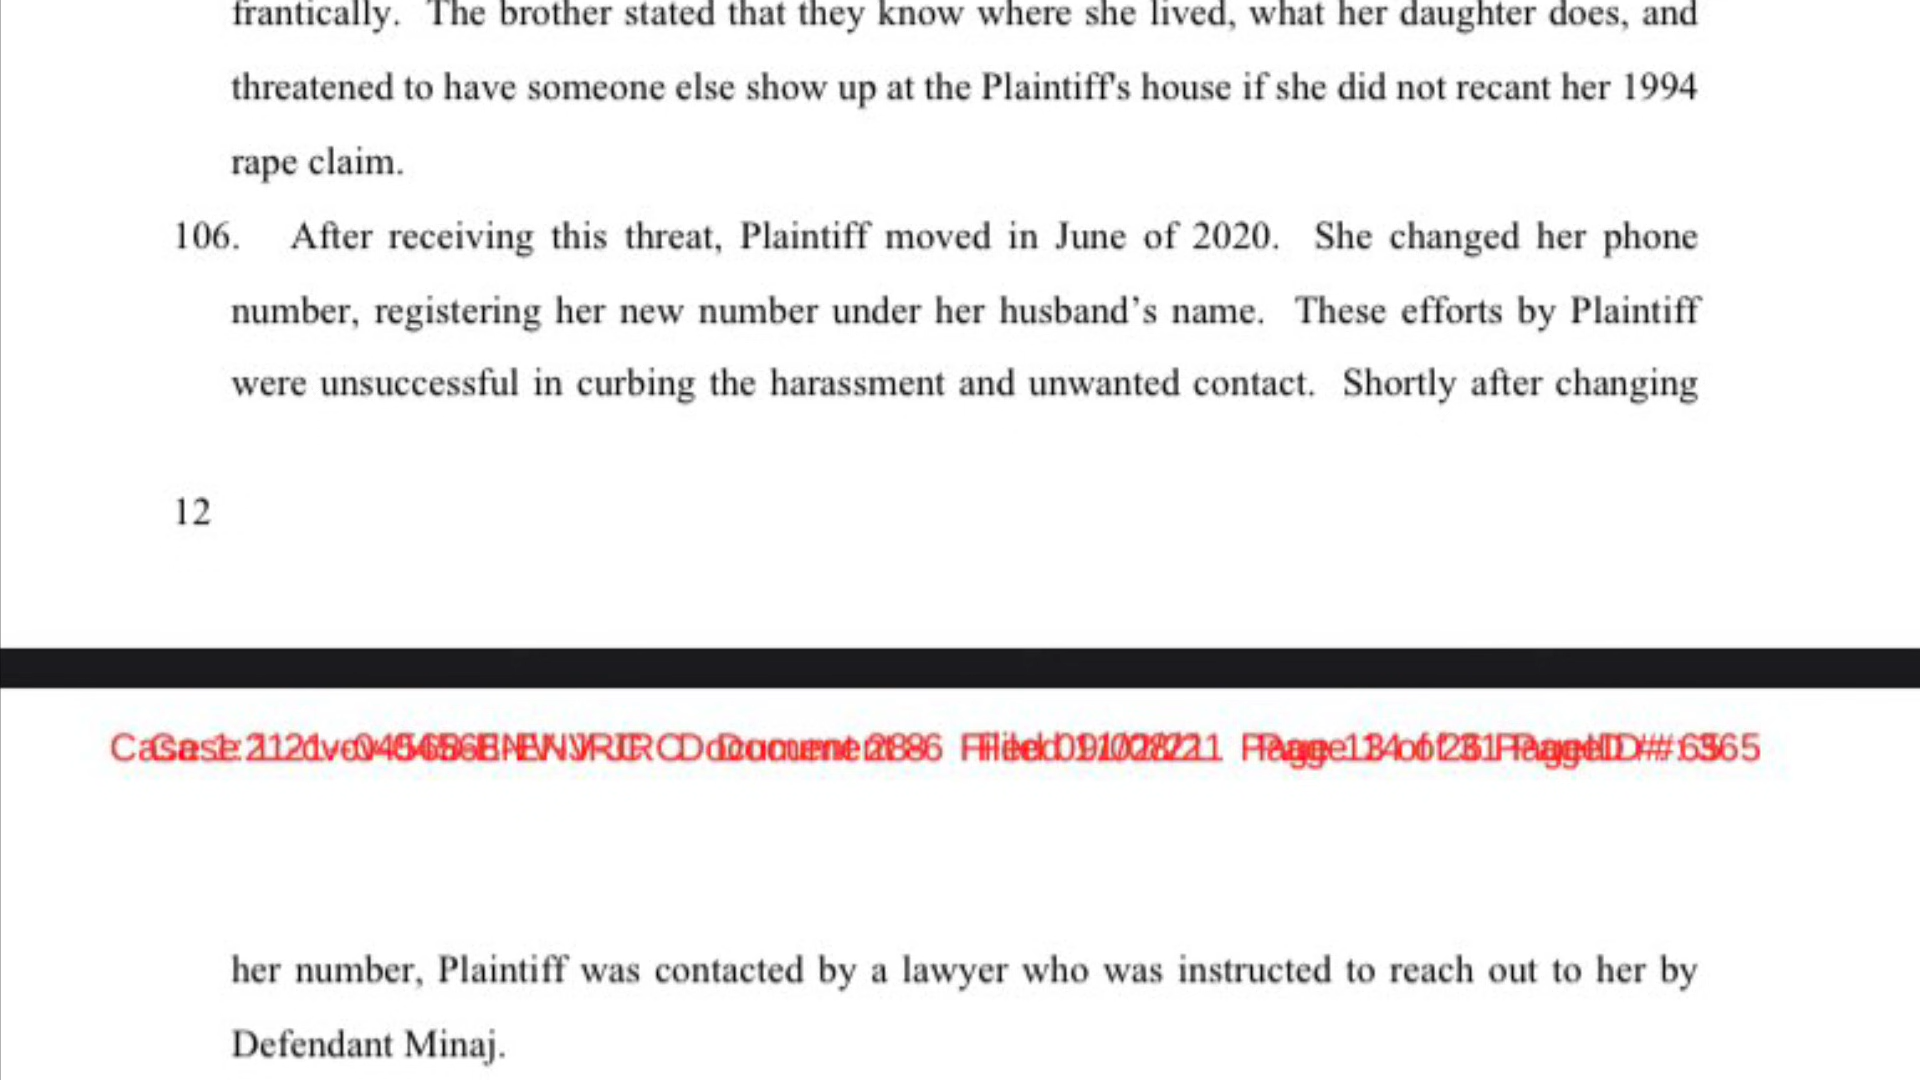 frantically. The brother stated that they know where she lived, what her daughter does, and
threatened to have someone else show up at the Plaintiff's house if she did not recant her 1994
rape claim.
106. After receiving this threat, Plaintiff moved in June of 2020. She changed her phone
number, registering her new number under her husband’s name. These efforts by Plaintiff
were unsuccessful in curbing the harassment and unwanted contact. Shortly after changing
12
her number, Plaintiff was contacted by a lawyer who was instructed to reach out to her by
Defendant Minaj.